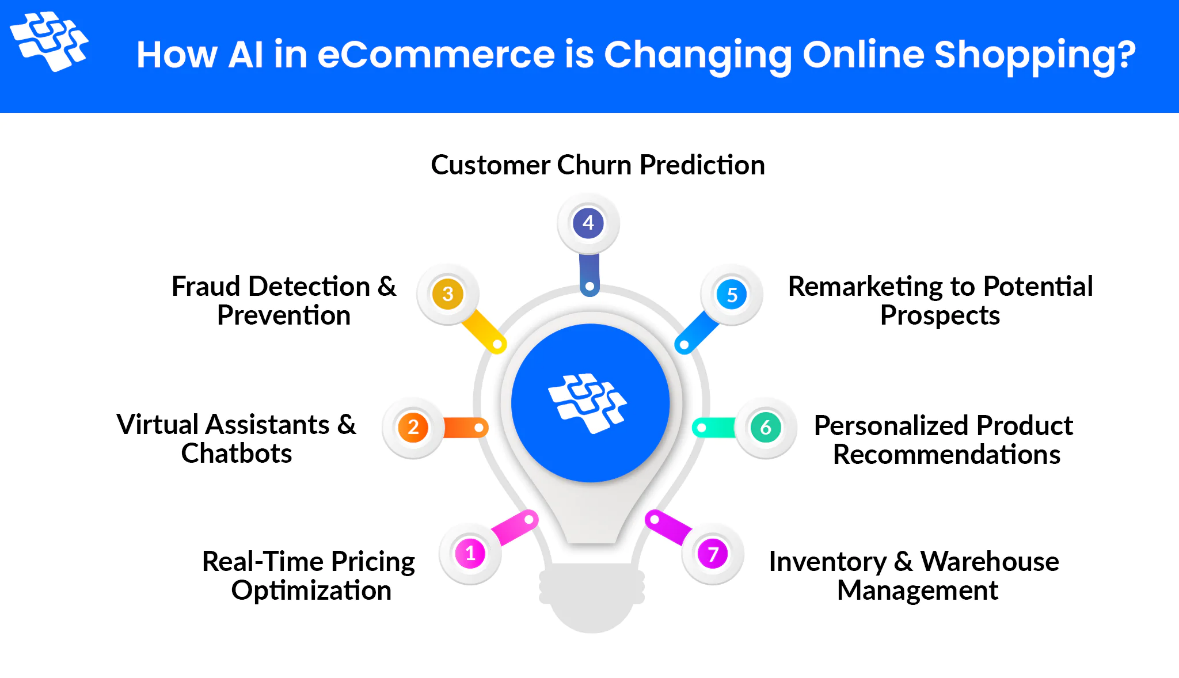 How AI in eCommerce is Changing Online Shopping?
Customer Churn Prediction
4
Fraud Detection &
Prevention
3
5
Remarketing to Potential
Prospects
Virtual Assistants &
Chatbots
2
6
Personalized Product
Recommendations
Real-Time Pricing
Optimization
1
7
Inventory & Warehouse
Management